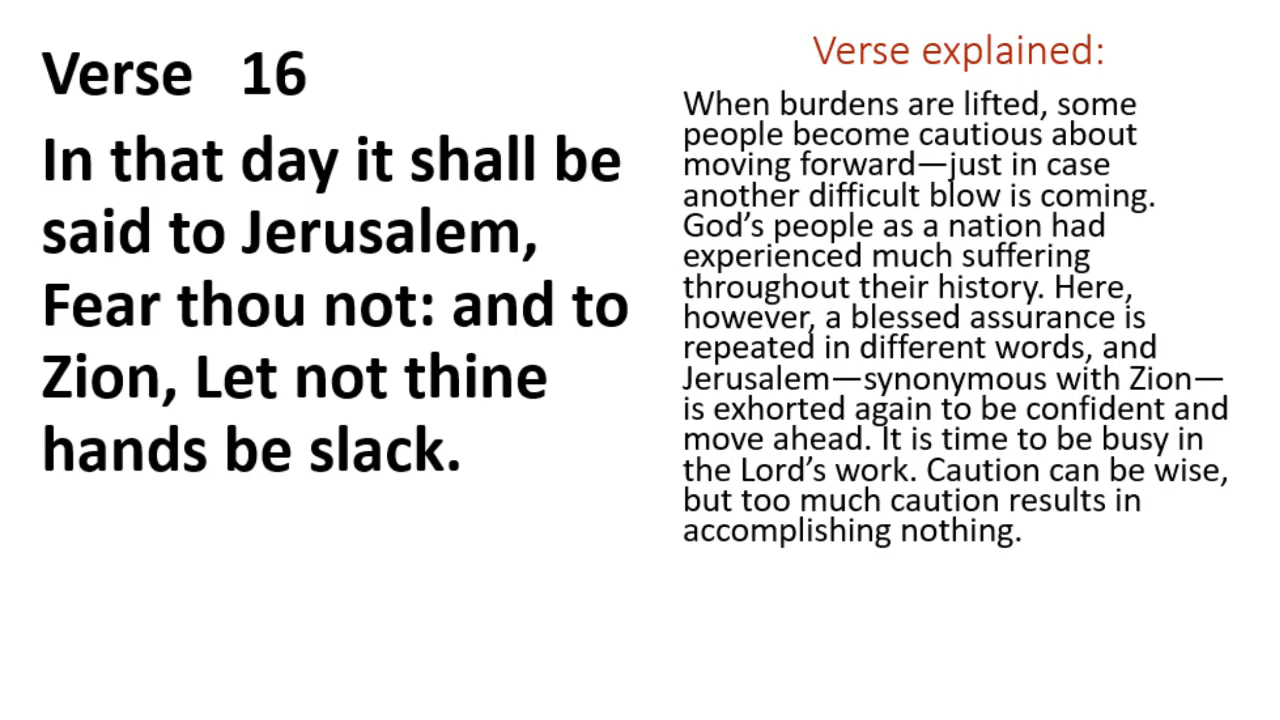 Verse 16
In that day it shall be
said to Jerusalem,
Fear thou not: and to
Zion, Let not thine
hands be slack.
Verse explained:
When burdens are lifted, some
people become cautious about
moving forward—just in case
another difficult blow is coming.
God’s people as a nation had
experienced much suffering
throughout their history. Here,
however, a blessed assurance is
repeated in different words, and
Jerusalem—synonymous with Zion—
is exhorted again to be confident and
move ahead. It is time to be busy in
the Lord’s work. Caution can be wise,
but too much caution results in
accomplishing nothing.